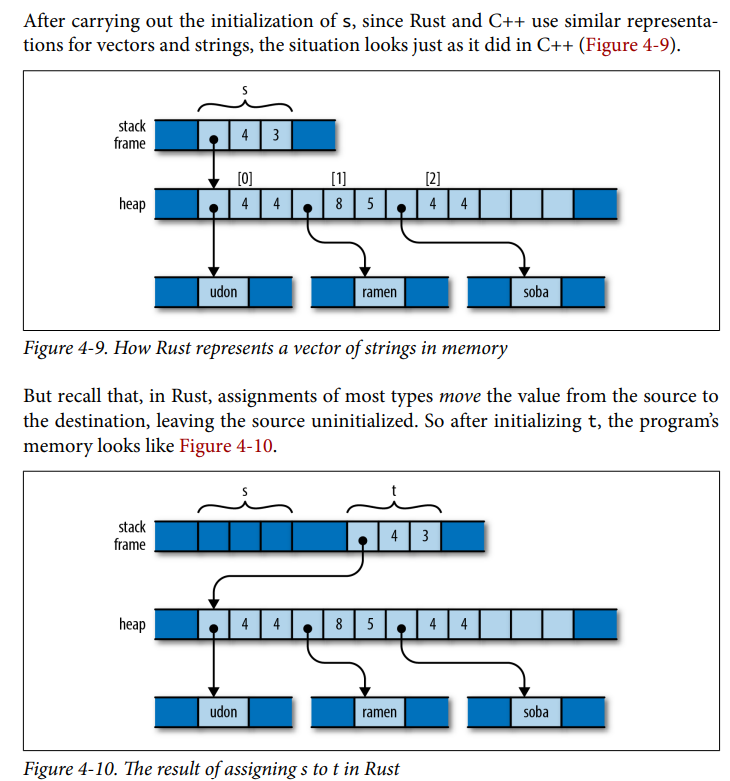 After carrying out the initialization of s, since Rust and C++ use similar representa-
tions for vectors and strings, the situation looks just as it did in C++ (Figure 4-9).
s
stack
frame
4 3
[0] [1] [2]
heap
4 4 8 5 4 4
udon ramen soba
Figure 4-9. How Rust represents a vector of strings in memory
But recall that, in Rust, assignments of most types move the value from the source to
the destination, leaving the source uninitialized. So after initializing t, the program’s
memory looks like Figure 4-10.
s t
stack
frame
4 3
heap
4 4 8 5 4 4
udon ramen soba
Figure 4-10. The result of assigning s to t in Rust